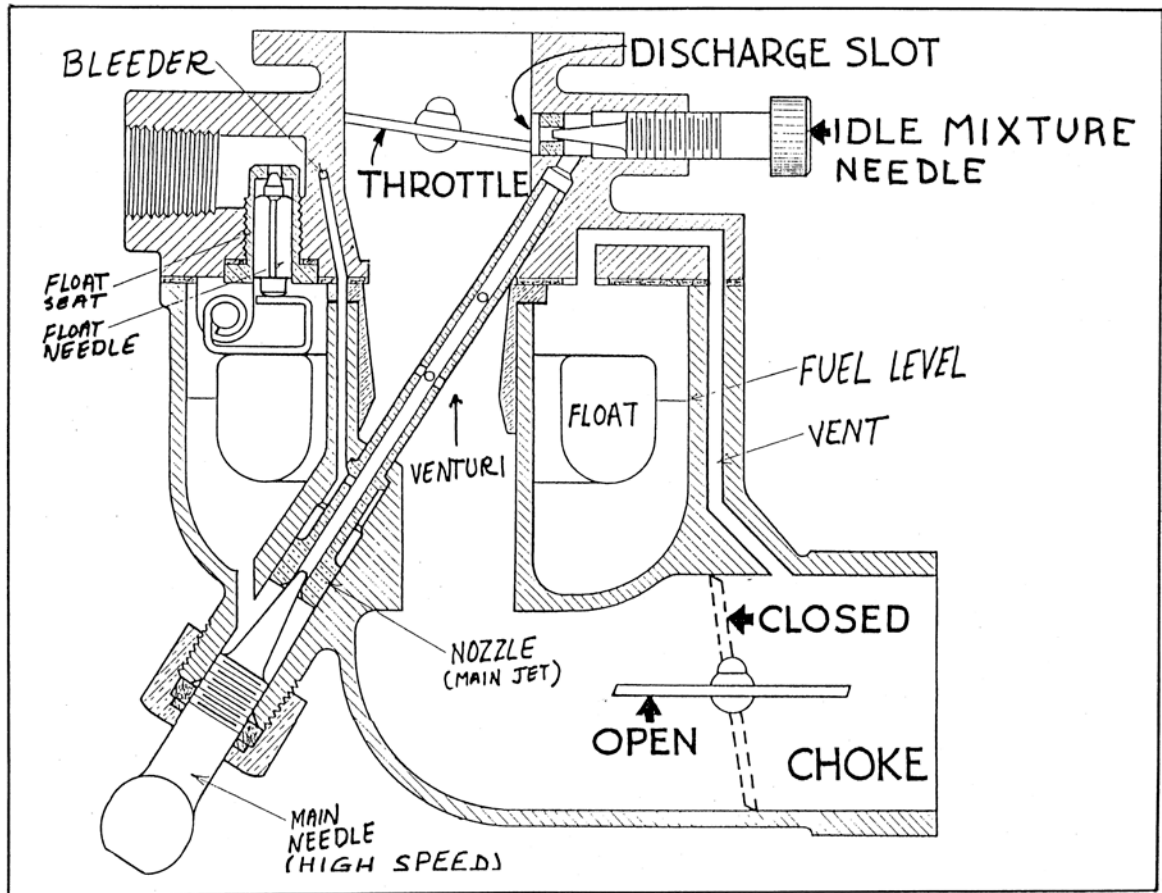 BLEEDER
DISCHARGE SLOT
IDLE MIXTURE
NEEDLE
THROTTLE
FLOAT
SEAT
FLOAT
NEEDLE
FUEL LEVEL
FLOAT
VENT
VENTURI
CLOSED
NOZZLE
(MAIN JET)
OPEN
CHOKE
MAIN
NEEDLE
(HIGH SPEED)